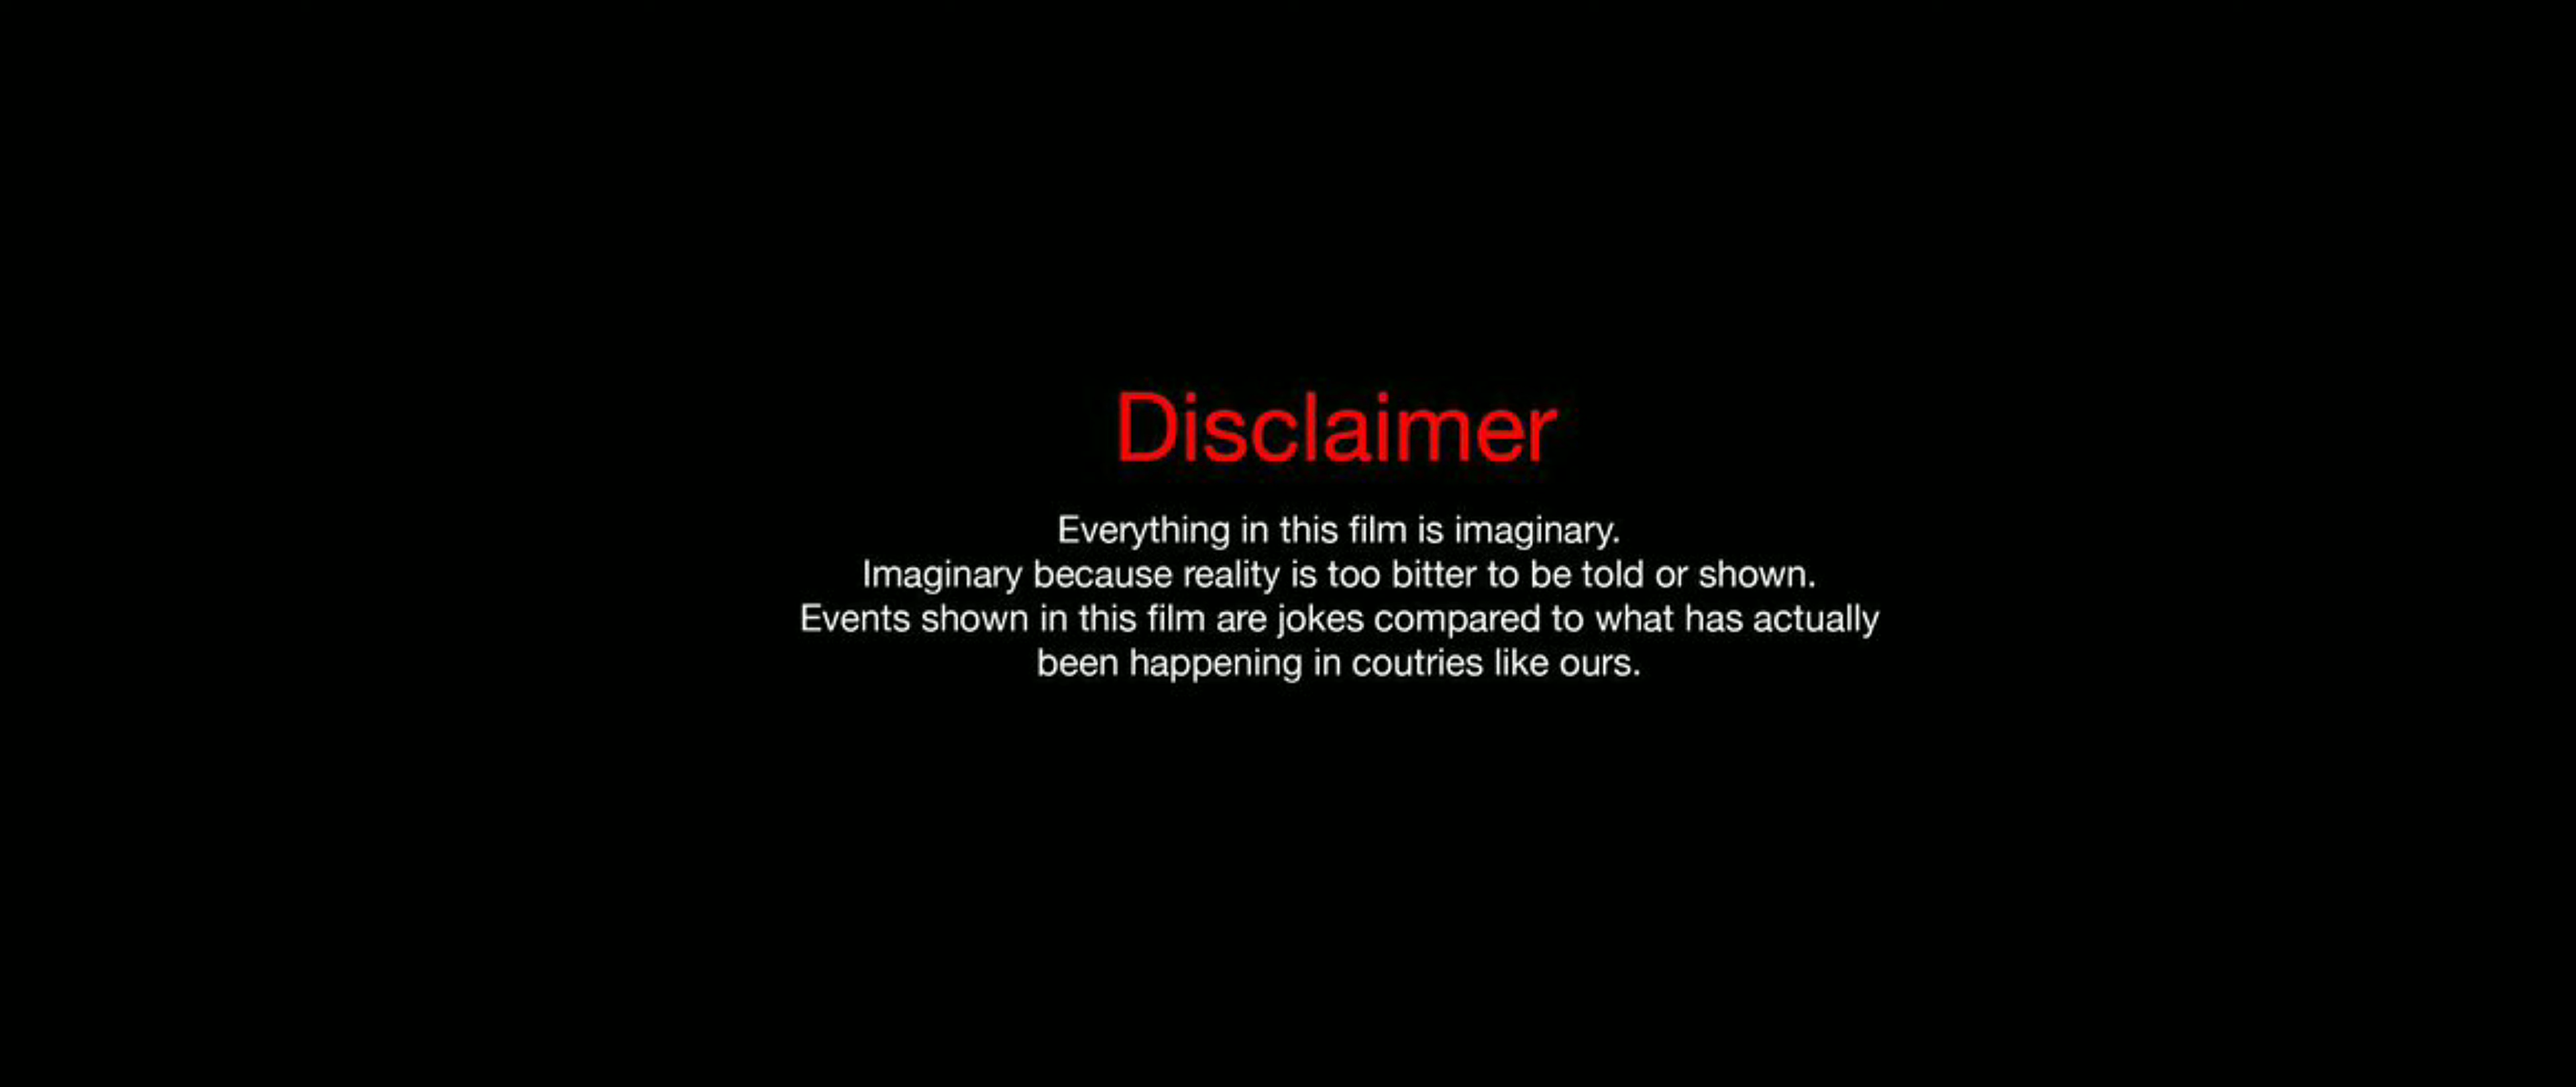 Disclaimer
Everything in this film is imaginary.
Imaginary because reality is too bitter to be told or shown.
Events shown in this film are jokes compared to what has actually
been happening in coutries like ours.